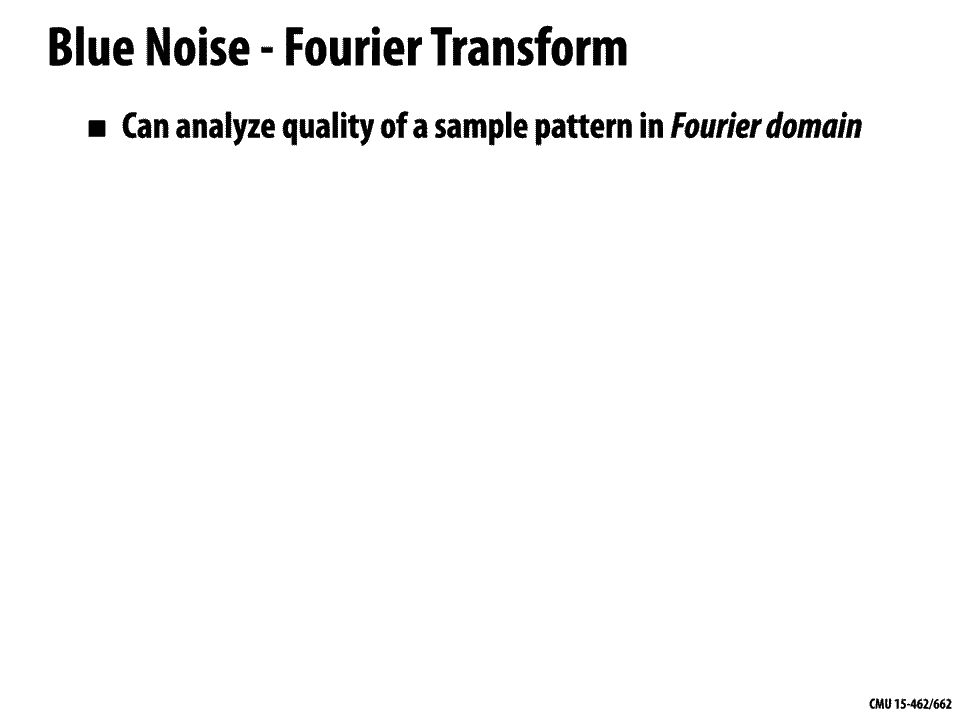 Blue Noise - Fourier Transform
■ Can analyze quality of a sample pattern in Fourier domain
CMU 15-462/662